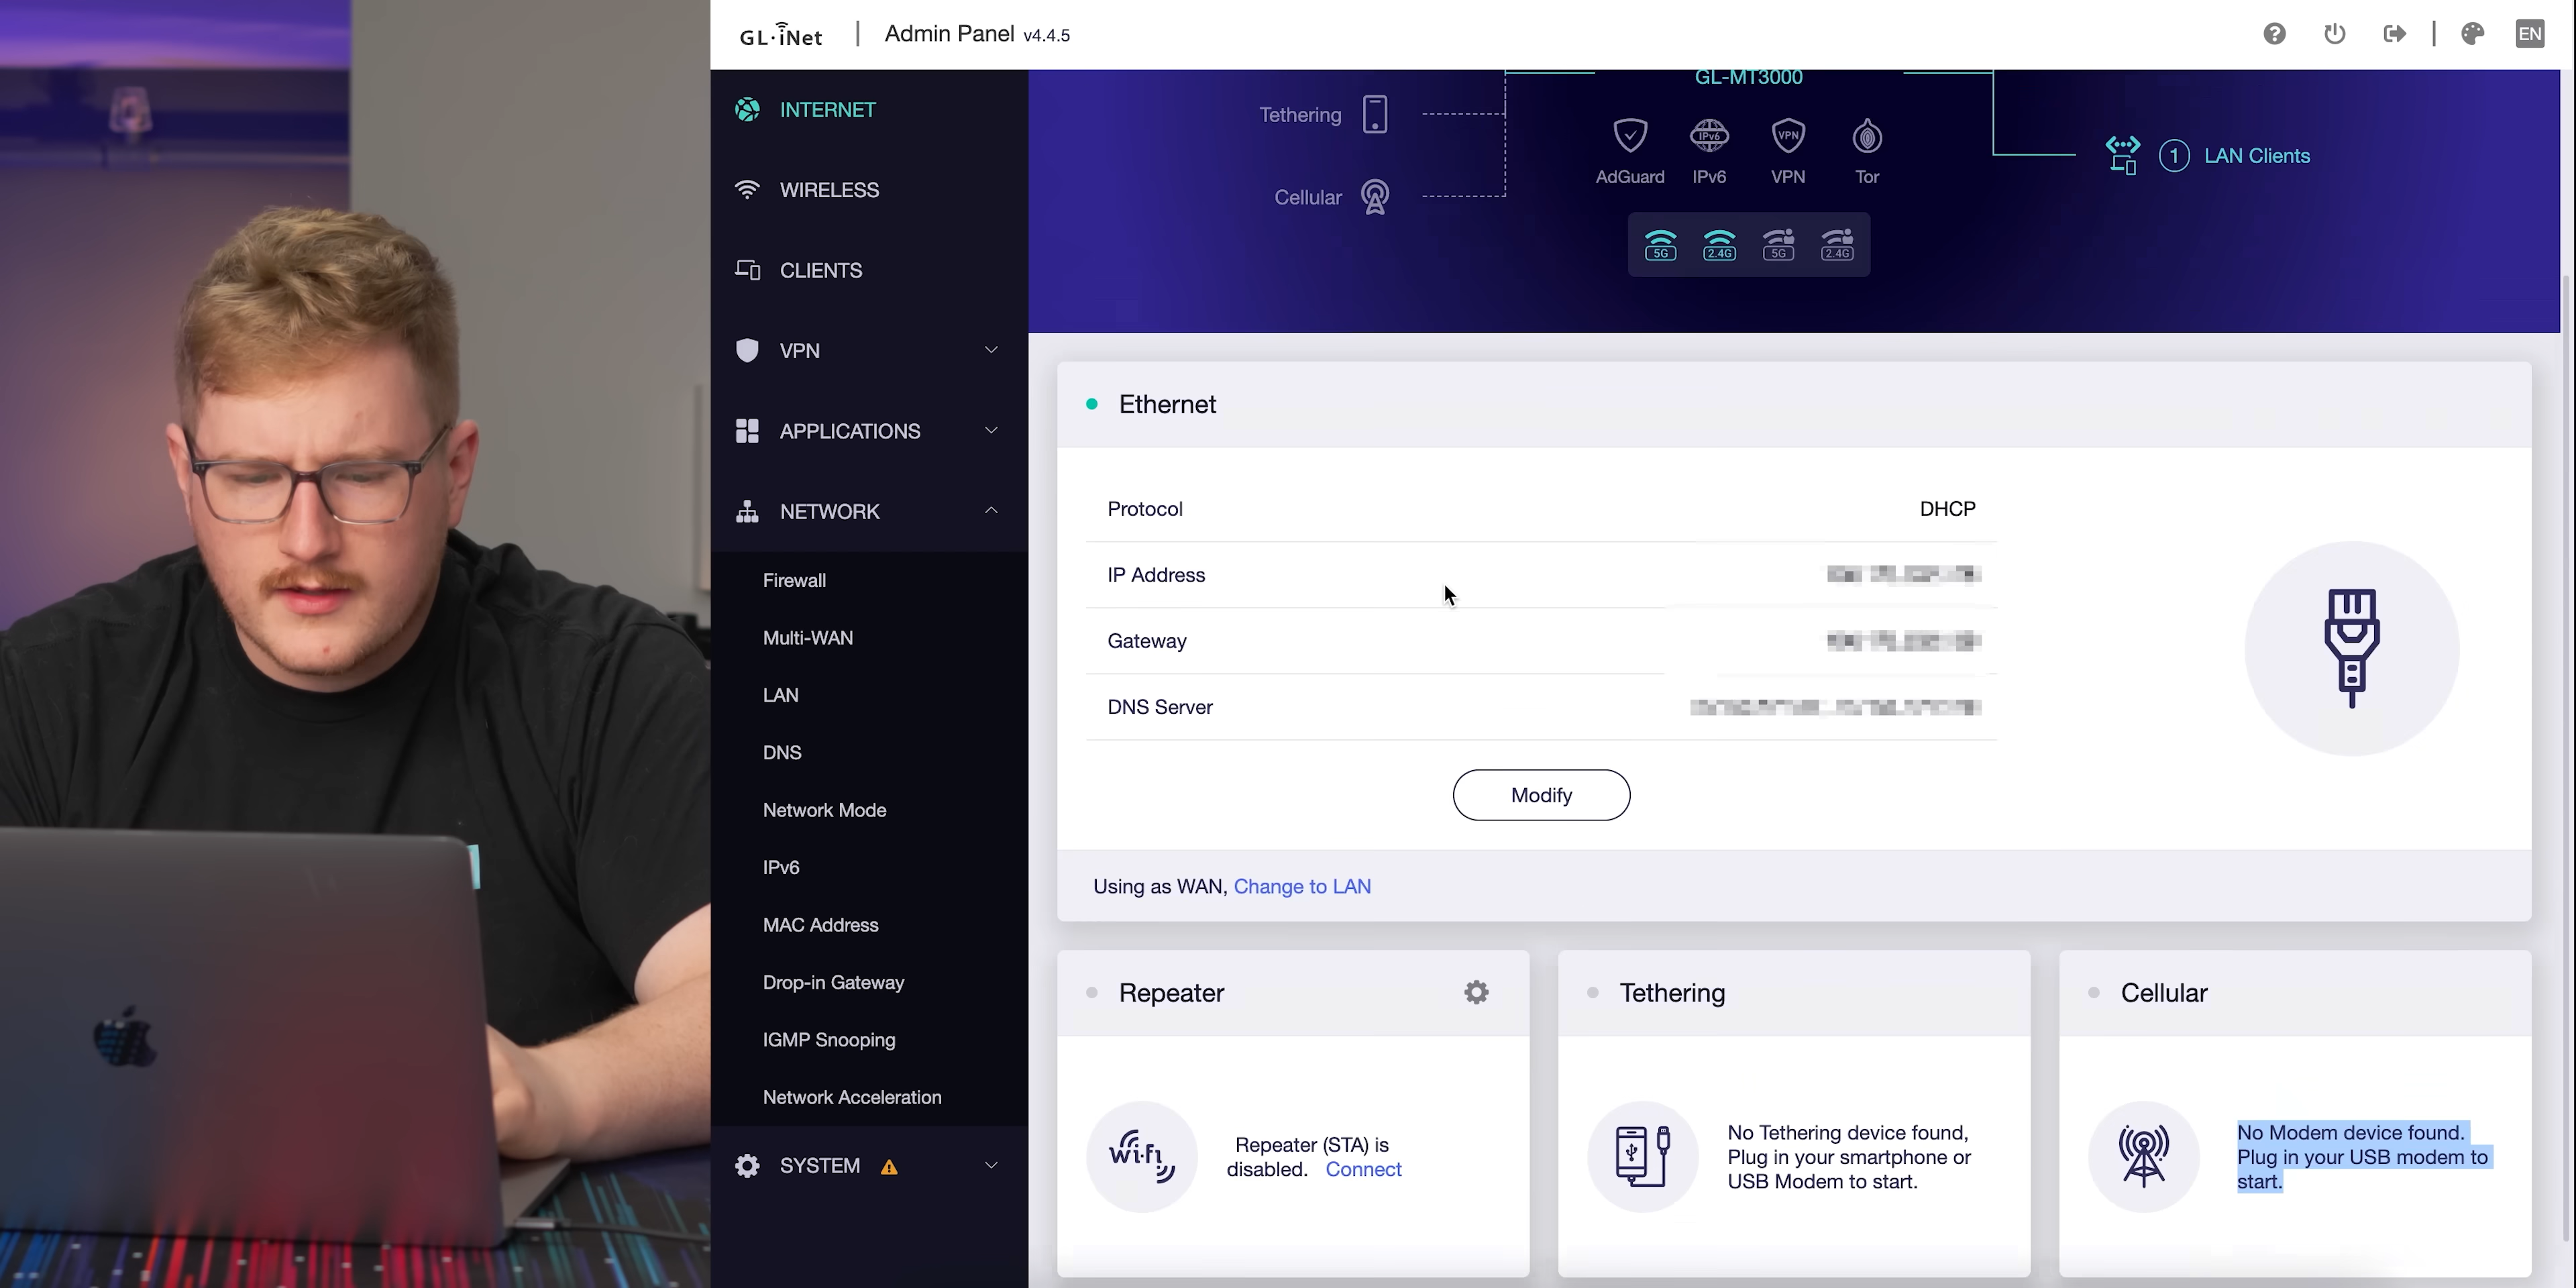 GL·iNet | Admin Panel v4.4.5
EN
INTERNET
WIRELESS
CLIENTS
VPN
APPLICATIONS
NETWORK
Firewall
Multi-WAN
LAN
DNS
Network Mode
IPv6
MAC Address
Drop-in Gateway
IGMP Snooping
Network Acceleration
SYSTEM
GL-MT3000
Tethering
Cellular
IPv6
VPN
AdGuard IPv6 VPN Tor
5G 2.4G 5G 2.4G
1 LAN Clients
Ethernet
Protocol DHCP
IP Address
Gateway
DNS Server
Modify
Using as WAN, Change to LAN
Repeater
Wi-Fi
Repeater (STA) is
disabled. Connect
Tethering
No Tethering device found,
Plug in your smartphone or
USB Modem to start.
Cellular
No Modem device found.
Plug in your USB modem to
start.